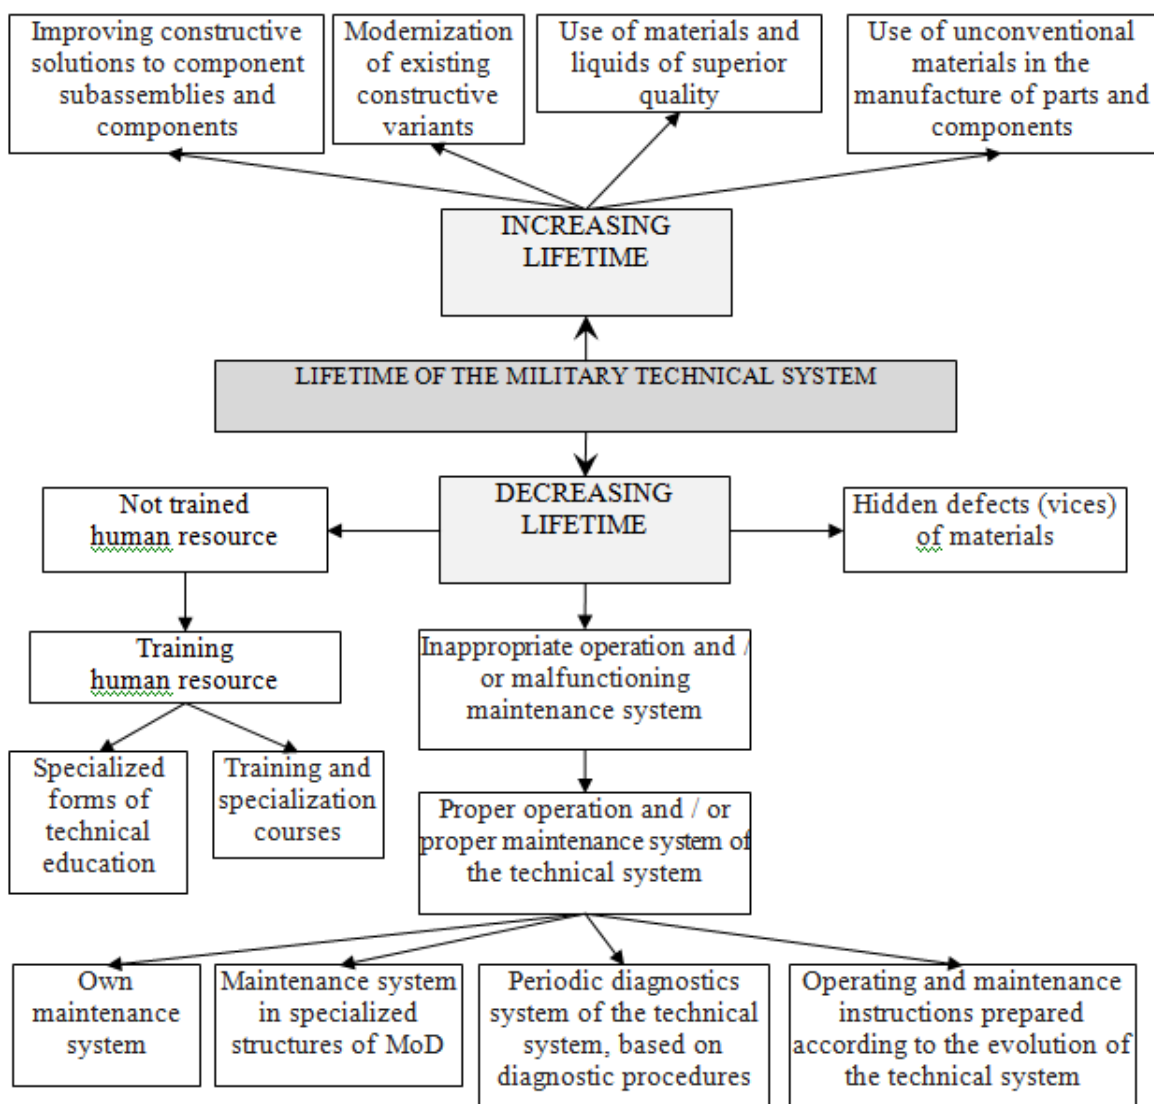 Improving constructive
solutions to component
subassemblies and
components
Modernization
of existing
constructive
variants
Use of materials and
liquids of superior
quality
Use of unconventional
materials in the
manufacture of parts and
components
INCREASING
LIFETIME
LIFETIME OF THE MILITARY TECHNICAL SYSTEM
DECREASING
LIFETIME
Not trained
human resource
Hidden defects (vices)
of materials
Training
human resource
Inappropriate operation and /
or malfunctioning
maintenance system
Specialized
forms of
technical
education
Training and
specialization
courses
Proper operation and / or
proper maintenance system of
the technical system
Own
maintenance
system
Maintenance system
in specialized
structures of MoD
Periodic diagnostics
system of the technical
system, based on
diagnostic procedures
Operating and maintenance
instructions prepared
according to the evolution of
the technical system